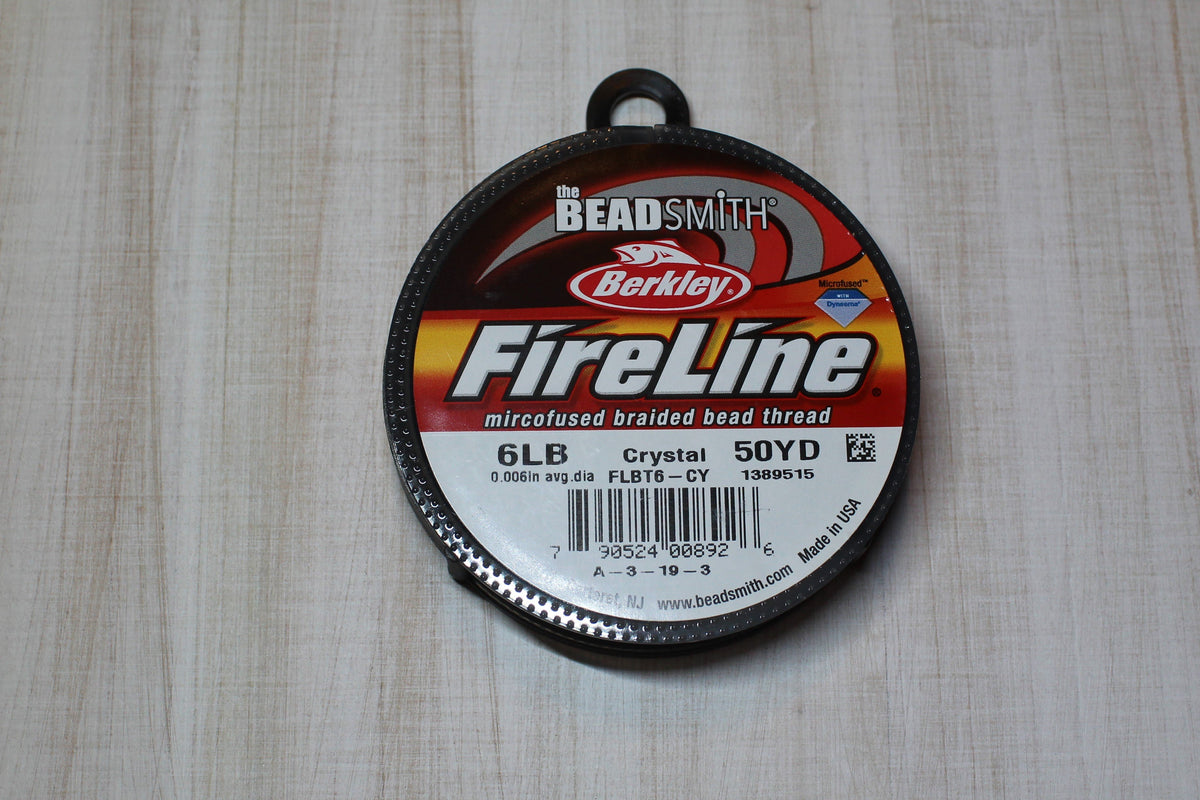 the
BEADSMiTH®
Berkley®
Microfused™
WITH
Dyneema®
FireLine®
mircofused braided bead thread
6LB Crystal 50YD
0.006in avg.dia FLBT6-CY 1389515
7 90524 00892 6
A-3-19-3
NJ www.beadsmith.com Made in USA